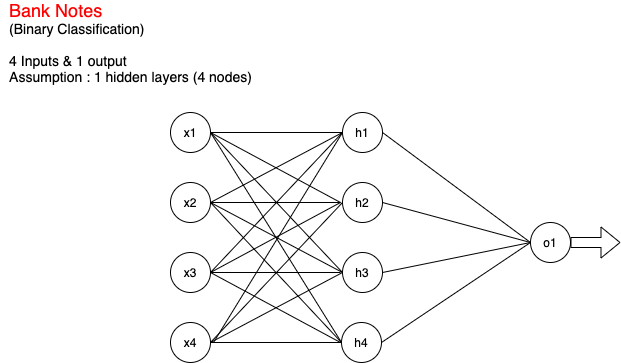 Bank Notes
(Binary Classification)
4 Inputs & 1 output
Assumption : 1 hidden layers (4 nodes)
x1
h1
x2
h2
o1
x3
h3
x4
h4